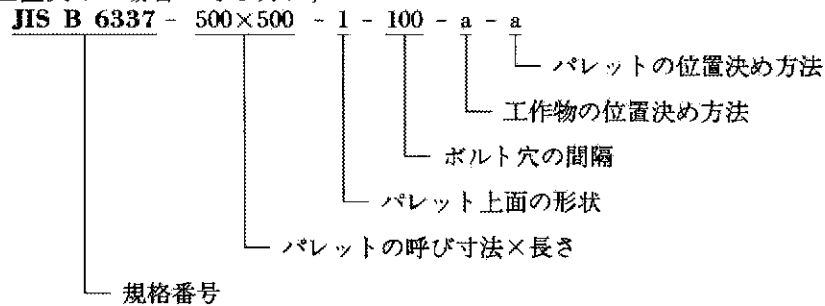 JIS B 6337 - 500×500 - 1 - 100 - a - a
パレットの位置決め方法
工作物の位置決め方法
ボルト穴の間隔
パレット上面の形状
パレットの呼び寸法×長さ
規格番号